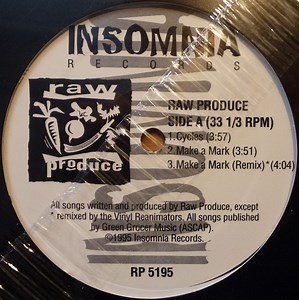 INSOMNIA
RECORDS
raw
produce
RAW PRODUCE
SIDE A (33 1/3 RPM)
1.Cycles (3:57)
2.Make a Mark (3:51)
3.Make a Mark (Remix)*(4:04)
All songs written and produced by Raw Produce, except
* remixed by the Vinyl Reanimators. All songs published
by Green Grocer Music (ASCAP).
©1995 Insomnia Records.
RP 5195